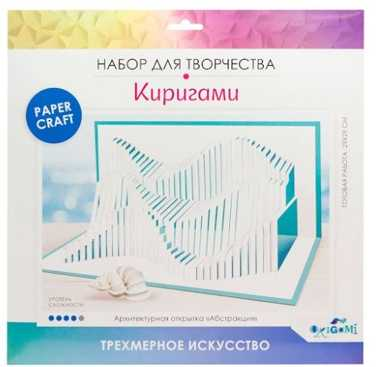 НАБОР ДЛЯ ТВОРЧЕСТВА
Киригами
PAPER
CRAFT
ГОТОВАЯ РАБОТА: 29Х29 СМ
УРОВЕНЬ
СЛОЖНОСТИ:
Архитектурная открытка «Абстракция»
ТРЕХМЕРНОЕ ИСКУССТВО
ORIGAMI